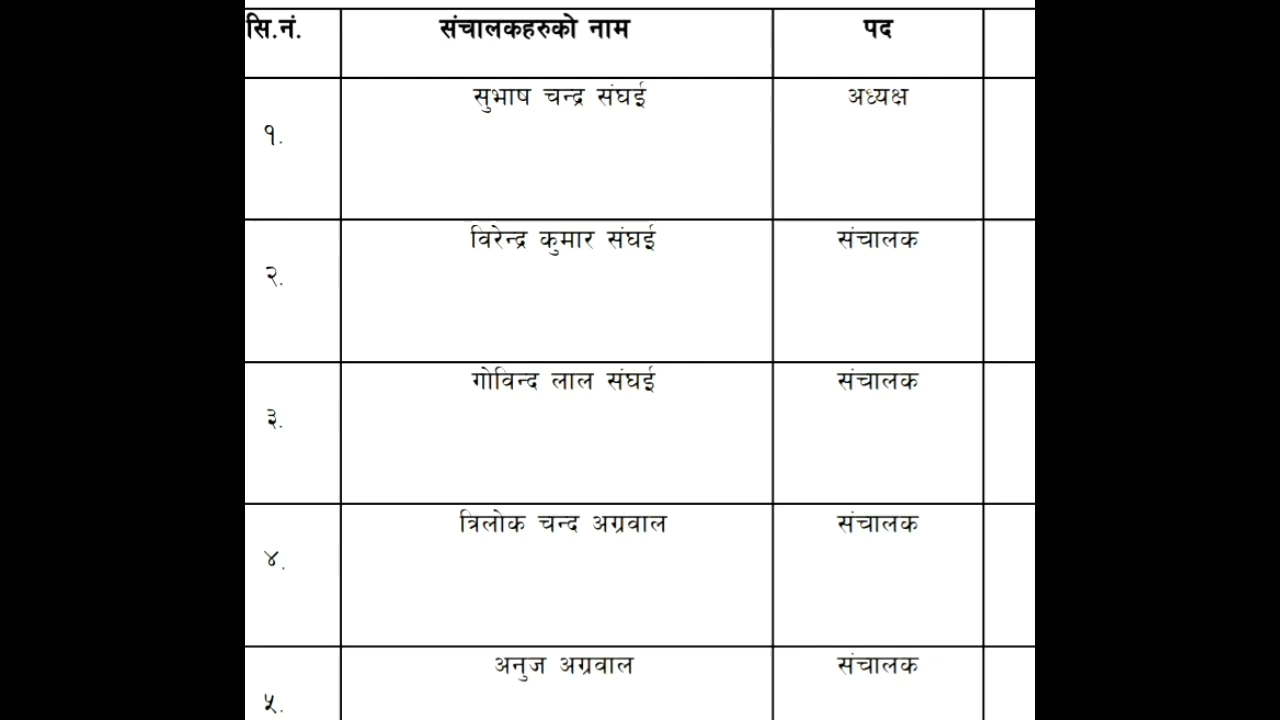 सि.नं. संचालकहरुको नाम पद
सुभाष चन्द्र संघई अध्यक्ष
१.
विरेन्द्र कुमार संघई संचालक
२.
गोविन्द लाल संघई संचालक
३.
त्रिलोक चन्द अग्रवाल संचालक
४.
अनुज अग्रवाल संचालक
५.